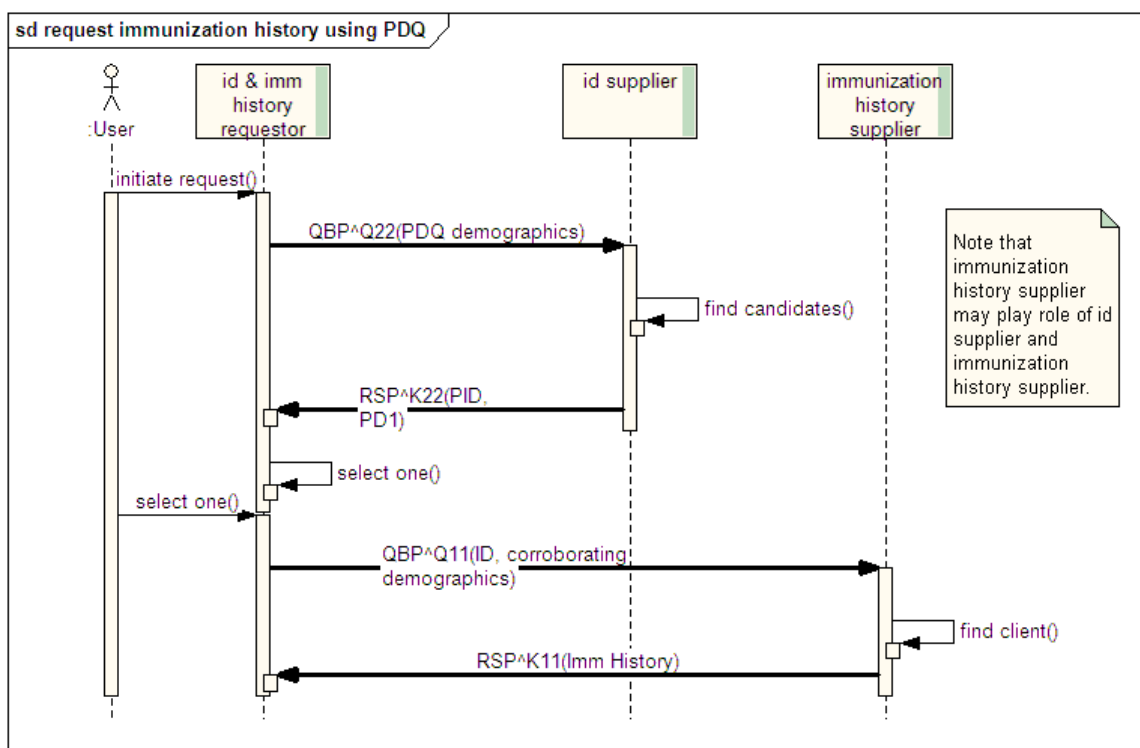 sd request immunization history using PDQ
:User
id & imm
history
requestor
id supplier
immunization
history
supplier
initiate request()
QBP^Q22(PDQ demographics)
find candidates()
Note that
immunization
history supplier
may play role of id
supplier and
immunization
history supplier.
RSP^K22(PID,
PD1)
select one()
select one()
QBP^Q11(ID, corroborating
demographics)
find client()
RSP^K11(Imm History)